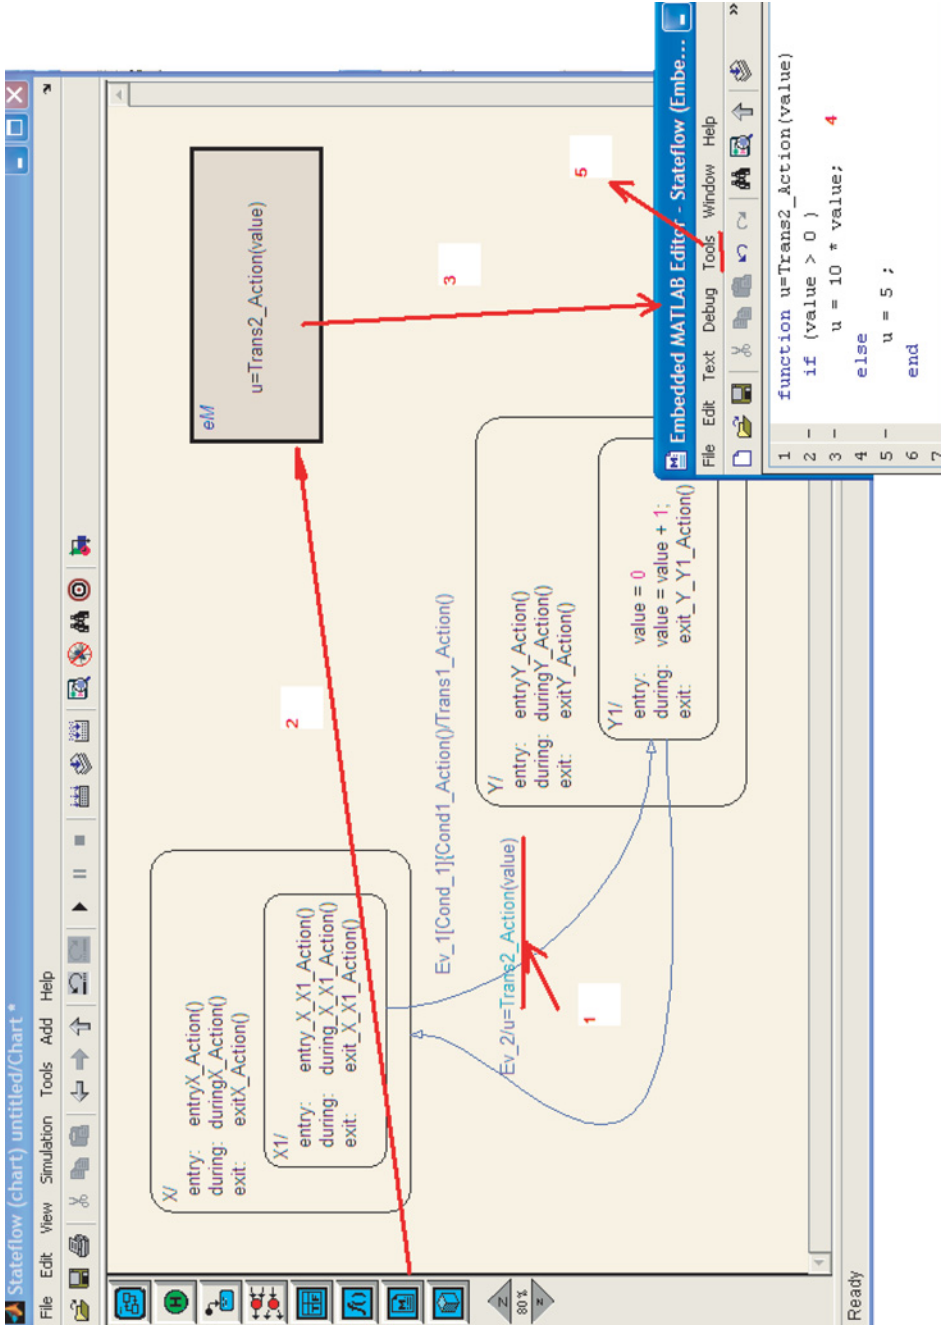 Stateflow (chart) untitled/Chart *
File Edit View Simulation Tools Add Help
X/
entry: entryX_Action()
during: duringX_Action()
exit: exitX_Action()
X1/
entry: entry_X_X1_Action()
during: during_X_X1_Action()
exit: exit_X_X1_Action()
2
eM
u=Trans2_Action(value)
3
Ev_1[Cond_1]{Cond1_Action()/Trans1_Action()
Ev_2/u=Trans2_Action(value)
1
Y/
entry: entryY_Action()
during: duringY_Action()
exit: exitY_Action()
Y1/
entry: value = 0
during: value = value + 1;
exit: exit_Y_Y1_Action()
5
80%
Ready
Embedded MATLAB Editor - Stateflow (Embe...
File Edit Text Debug Tools Window Help
1 function u=Trans2_Action(value)
2 - if (value > 0 )
3 - u = 10 * value; 4
4 else
5 - u = 5 ;
6 end
7